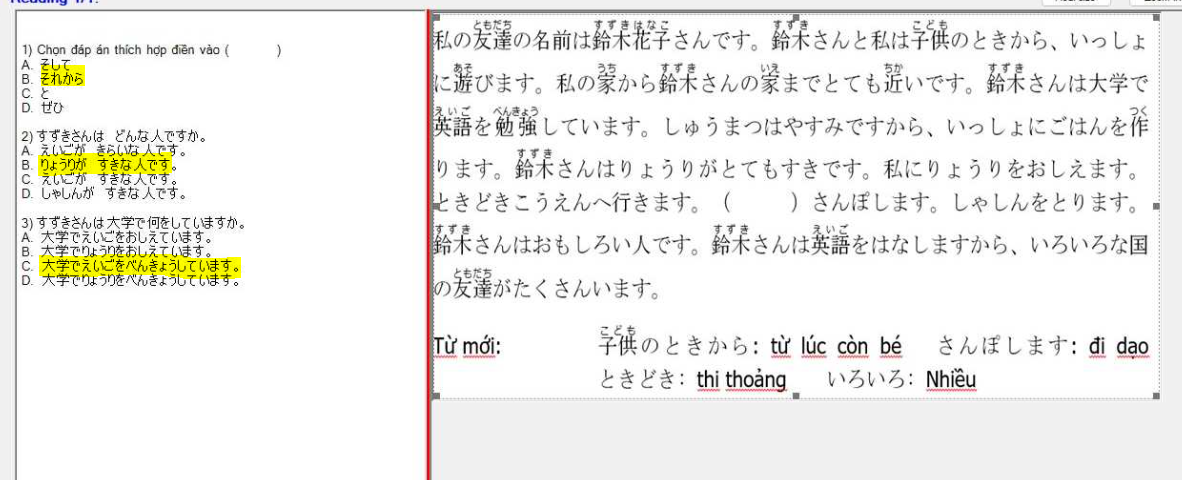 1) Chọn đáp án thích hợp điền vào (          )
A. そして
B. それから
C. と
D. ぜひ
2) すずきさんは　どんな人ですか。
A. えいごが　きらいな人です。
B. りょうりが　すきな人です。
C. えいごが　すきな人です。
D. しゃしんが　すきな人です。
3) すずきさんは大学で何をしていますか。
A. 大学でえいごをおしえています。
B. 大学でりょうりをおしえています。
C. 大学でえいごをべんきょうしています。
D. 大学でりょうりをべんきょうしています。
ともだち すずきはなこ すずき こども
私の友達の名前は鈴木花子さんです。鈴木さんと私は子供のときから、いっしょ
あそ うち すずき いえ ちか すずき
に遊びます。私の家から鈴木さんの家までとても近いです。鈴木さんは大学で
えいご べんきょう つく
英語を勉強しています。しゅうまつはやすみですから、いっしょにごはんを作
すずき
ります。鈴木さんはりょうりがとてもすきです。私にりょうりをおしえます。
ときどきこうえんへ行きます。（　　　）さんぽします。しゃしんをとります。
すずき すずき えいご
鈴木さんはおもしろい人です。鈴木さんは英語をはなしますから、いろいろな国
ともだち
の友達がたくさんいます。
こども
Từ mới: 子供のときから: từ lúc còn bé さんぽします: đi dạo
ときどき: thi thoảng いろいろ: Nhiều